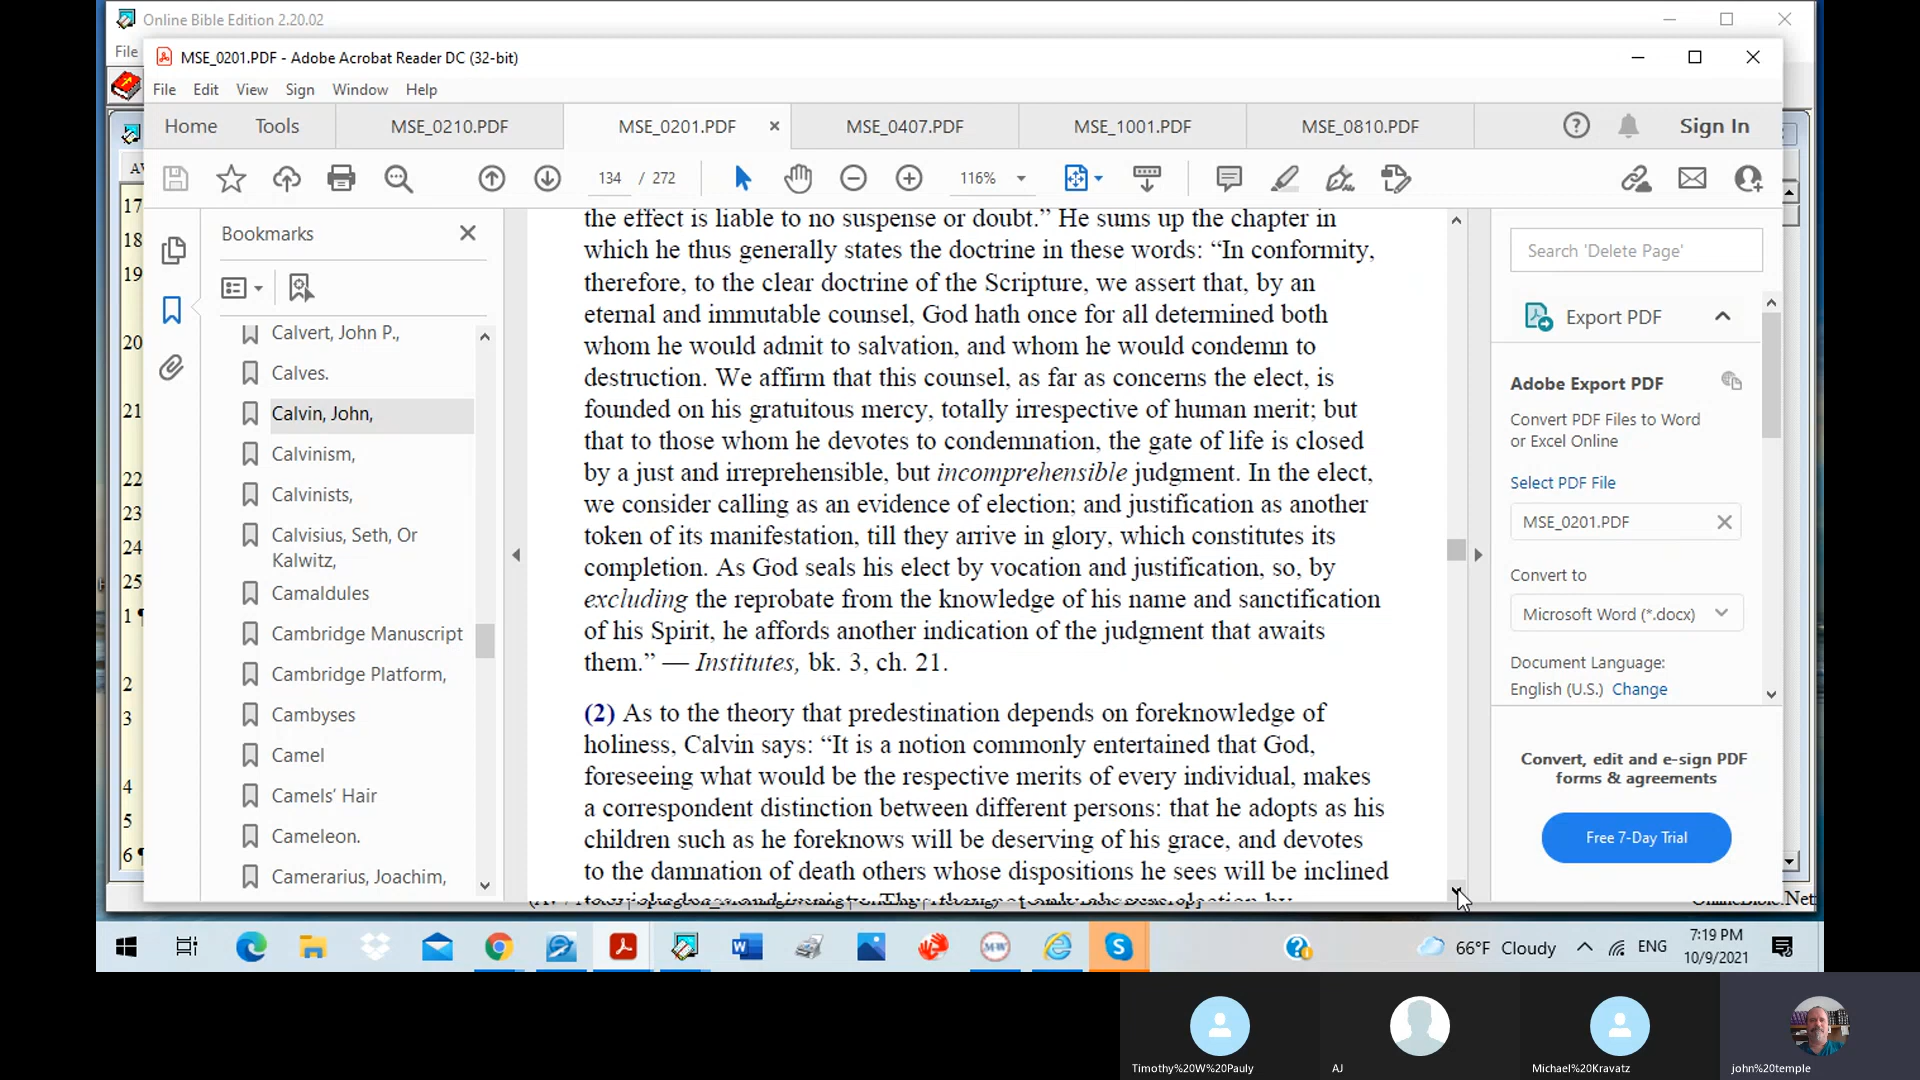 Online Bible Edition 2.20.02
File
MSE_0201.PDF - Adobe Acrobat Reader DC (32-bit)
File Edit View Sign Window Help
Home Tools MSE_0210.PDF MSE_0201.PDF MSE_0407.PDF MSE_1001.PDF MSE_0810.PDF Sign In
134 / 272 116%
Bookmarks
Calvert, John P.,
Calves.
Calvin, John,
Calvinism,
Calvinists,
Calvisius, Seth, Or
Kalwitz,
Camaldules
Cambridge Manuscript
Cambridge Platform,
Cambyses
Camel
Camels’ Hair
Cameleon.
Camerarius, Joachim,
17
18
19
20
21
22
23
24
25
1 ¶
2
3
4
5
6 ¶
the effect is liable to no suspense or doubt.” He sums up the chapter in
which he thus generally states the doctrine in these words: “In conformity,
therefore, to the clear doctrine of the Scripture, we assert that, by an
eternal and immutable counsel, God hath once for all determined both
whom he would admit to salvation, and whom he would condemn to
destruction. We affirm that this counsel, as far as concerns the elect, is
founded on his gratuitous mercy, totally irrespective of human merit; but
that to those whom he devotes to condemnation, the gate of life is closed
by a just and irreprehensible, but incomprehensible judgment. In the elect,
we consider calling as an evidence of election; and justification as another
token of its manifestation, till they arrive in glory, which constitutes its
completion. As God seals his elect by vocation and justification, so, by
excluding the reprobate from the knowledge of his name and sanctification
of his Spirit, he affords another indication of the judgment that awaits
them.” — Institutes, bk. 3, ch. 21.
(2) As to the theory that predestination depends on foreknowledge of
holiness, Calvin says: “It is a notion commonly entertained that God,
foreseeing what would be the respective merits of every individual, makes
a correspondent distinction between different persons: that he adopts as his
children such as he foreknows will be deserving of his grace, and devotes
to the damnation of death others whose dispositions he sees will be inclined
Search 'Delete Page'
Export PDF
Adobe Export PDF
Convert PDF Files to Word
or Excel Online
Select PDF File
MSE_0201.PDF
Convert to
Microsoft Word (*.docx)
Document Language:
English (U.S.) Change
Convert, edit and e-sign PDF
forms & agreements
Free 7-Day Trial
OnlineBible.Net
66°F Cloudy ENG 7:19 PM
10/9/2021
Timothy%20W%20Pauly AJ Michael%20Kravatz john%20temple